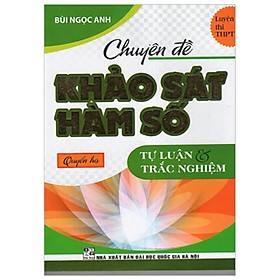 BÙI NGỌC ANH
Luyện
thi
THPT
Chuyên đề
KHẢO SÁT
HÀM SỐ
Quyển hạ
TỰ LUẬN &
TRẮC NGHIỆM
NHÀ XUẤT BẢN ĐẠI HỌC QUỐC GIA HÀ NỘI